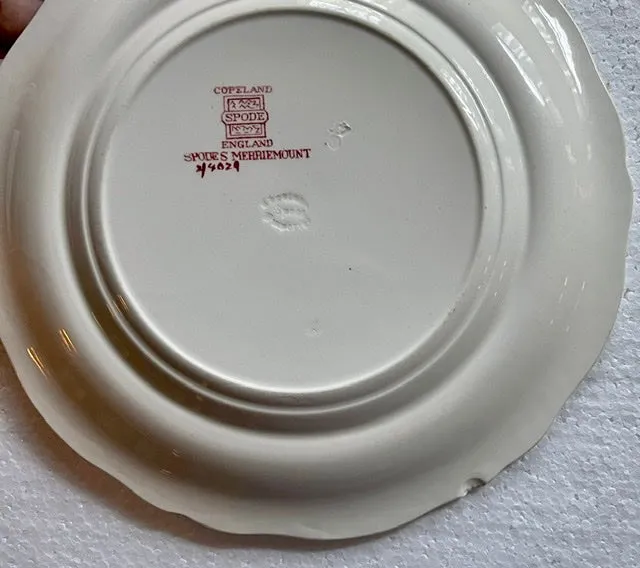 COPELAND
SPODE
ENGLAND
SPODE'S MERRIEMOUNT
2/4029